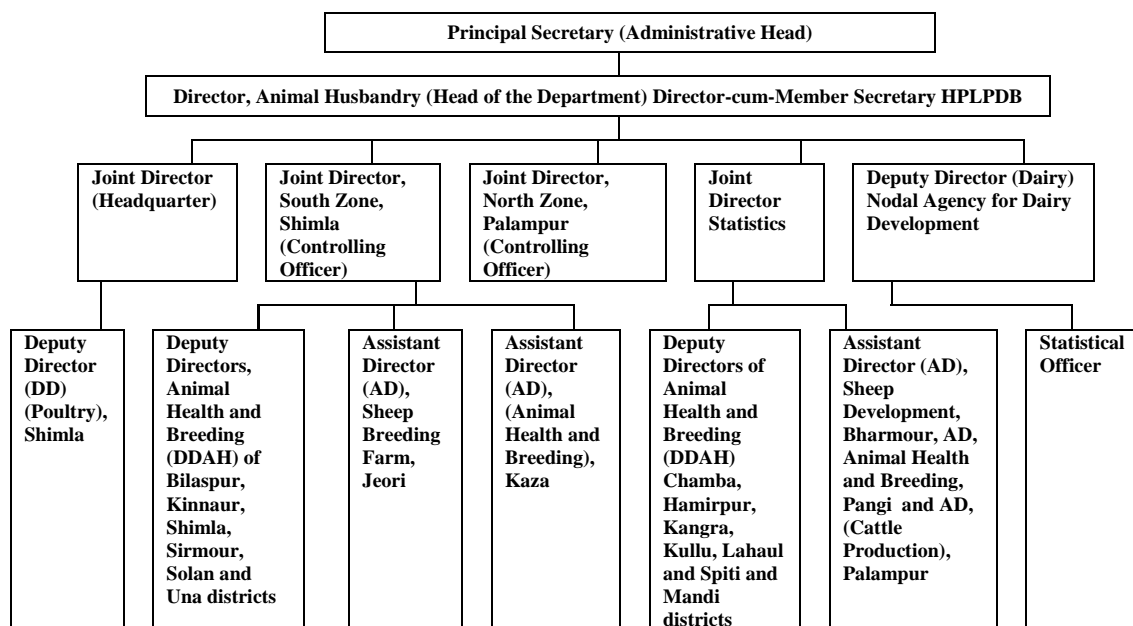 Principal Secretary (Administrative Head)
Director, Animal Husbandry (Head of the Department) Director-cum-Member Secretary HPLPDB
Joint Director
(Headquarter)
Joint Director,
South Zone,
Shimla
(Controlling
Officer)
Joint Director,
North Zone,
Palampur
(Controlling
Officer)
Joint
Director
Statistics
Deputy Director (Dairy)
Nodal Agency for Dairy
Development
Deputy
Director
(DD)
(Poultry),
Shimla
Deputy
Directors,
Animal
Health and
Breeding
(DDAH) of
Bilaspur,
Kinnaur,
Shimla,
Sirmour,
Solan and
Una districts
Assistant
Director
(AD),
Sheep
Breeding
Farm,
Jeori
Assistant
Director
(AD),
(Animal
Health and
Breeding),
Kaza
Deputy
Directors of
Animal
Health and
Breeding
(DDAH)
Chamba,
Hamirpur,
Kangra,
Kullu, Lahaul
and Spiti and
Mandi
districts
Assistant
Director (AD),
Sheep
Development,
Bharmour, AD,
Animal Health
and Breeding,
Pangi and AD,
(Cattle
Production),
Palampur
Statistical
Officer